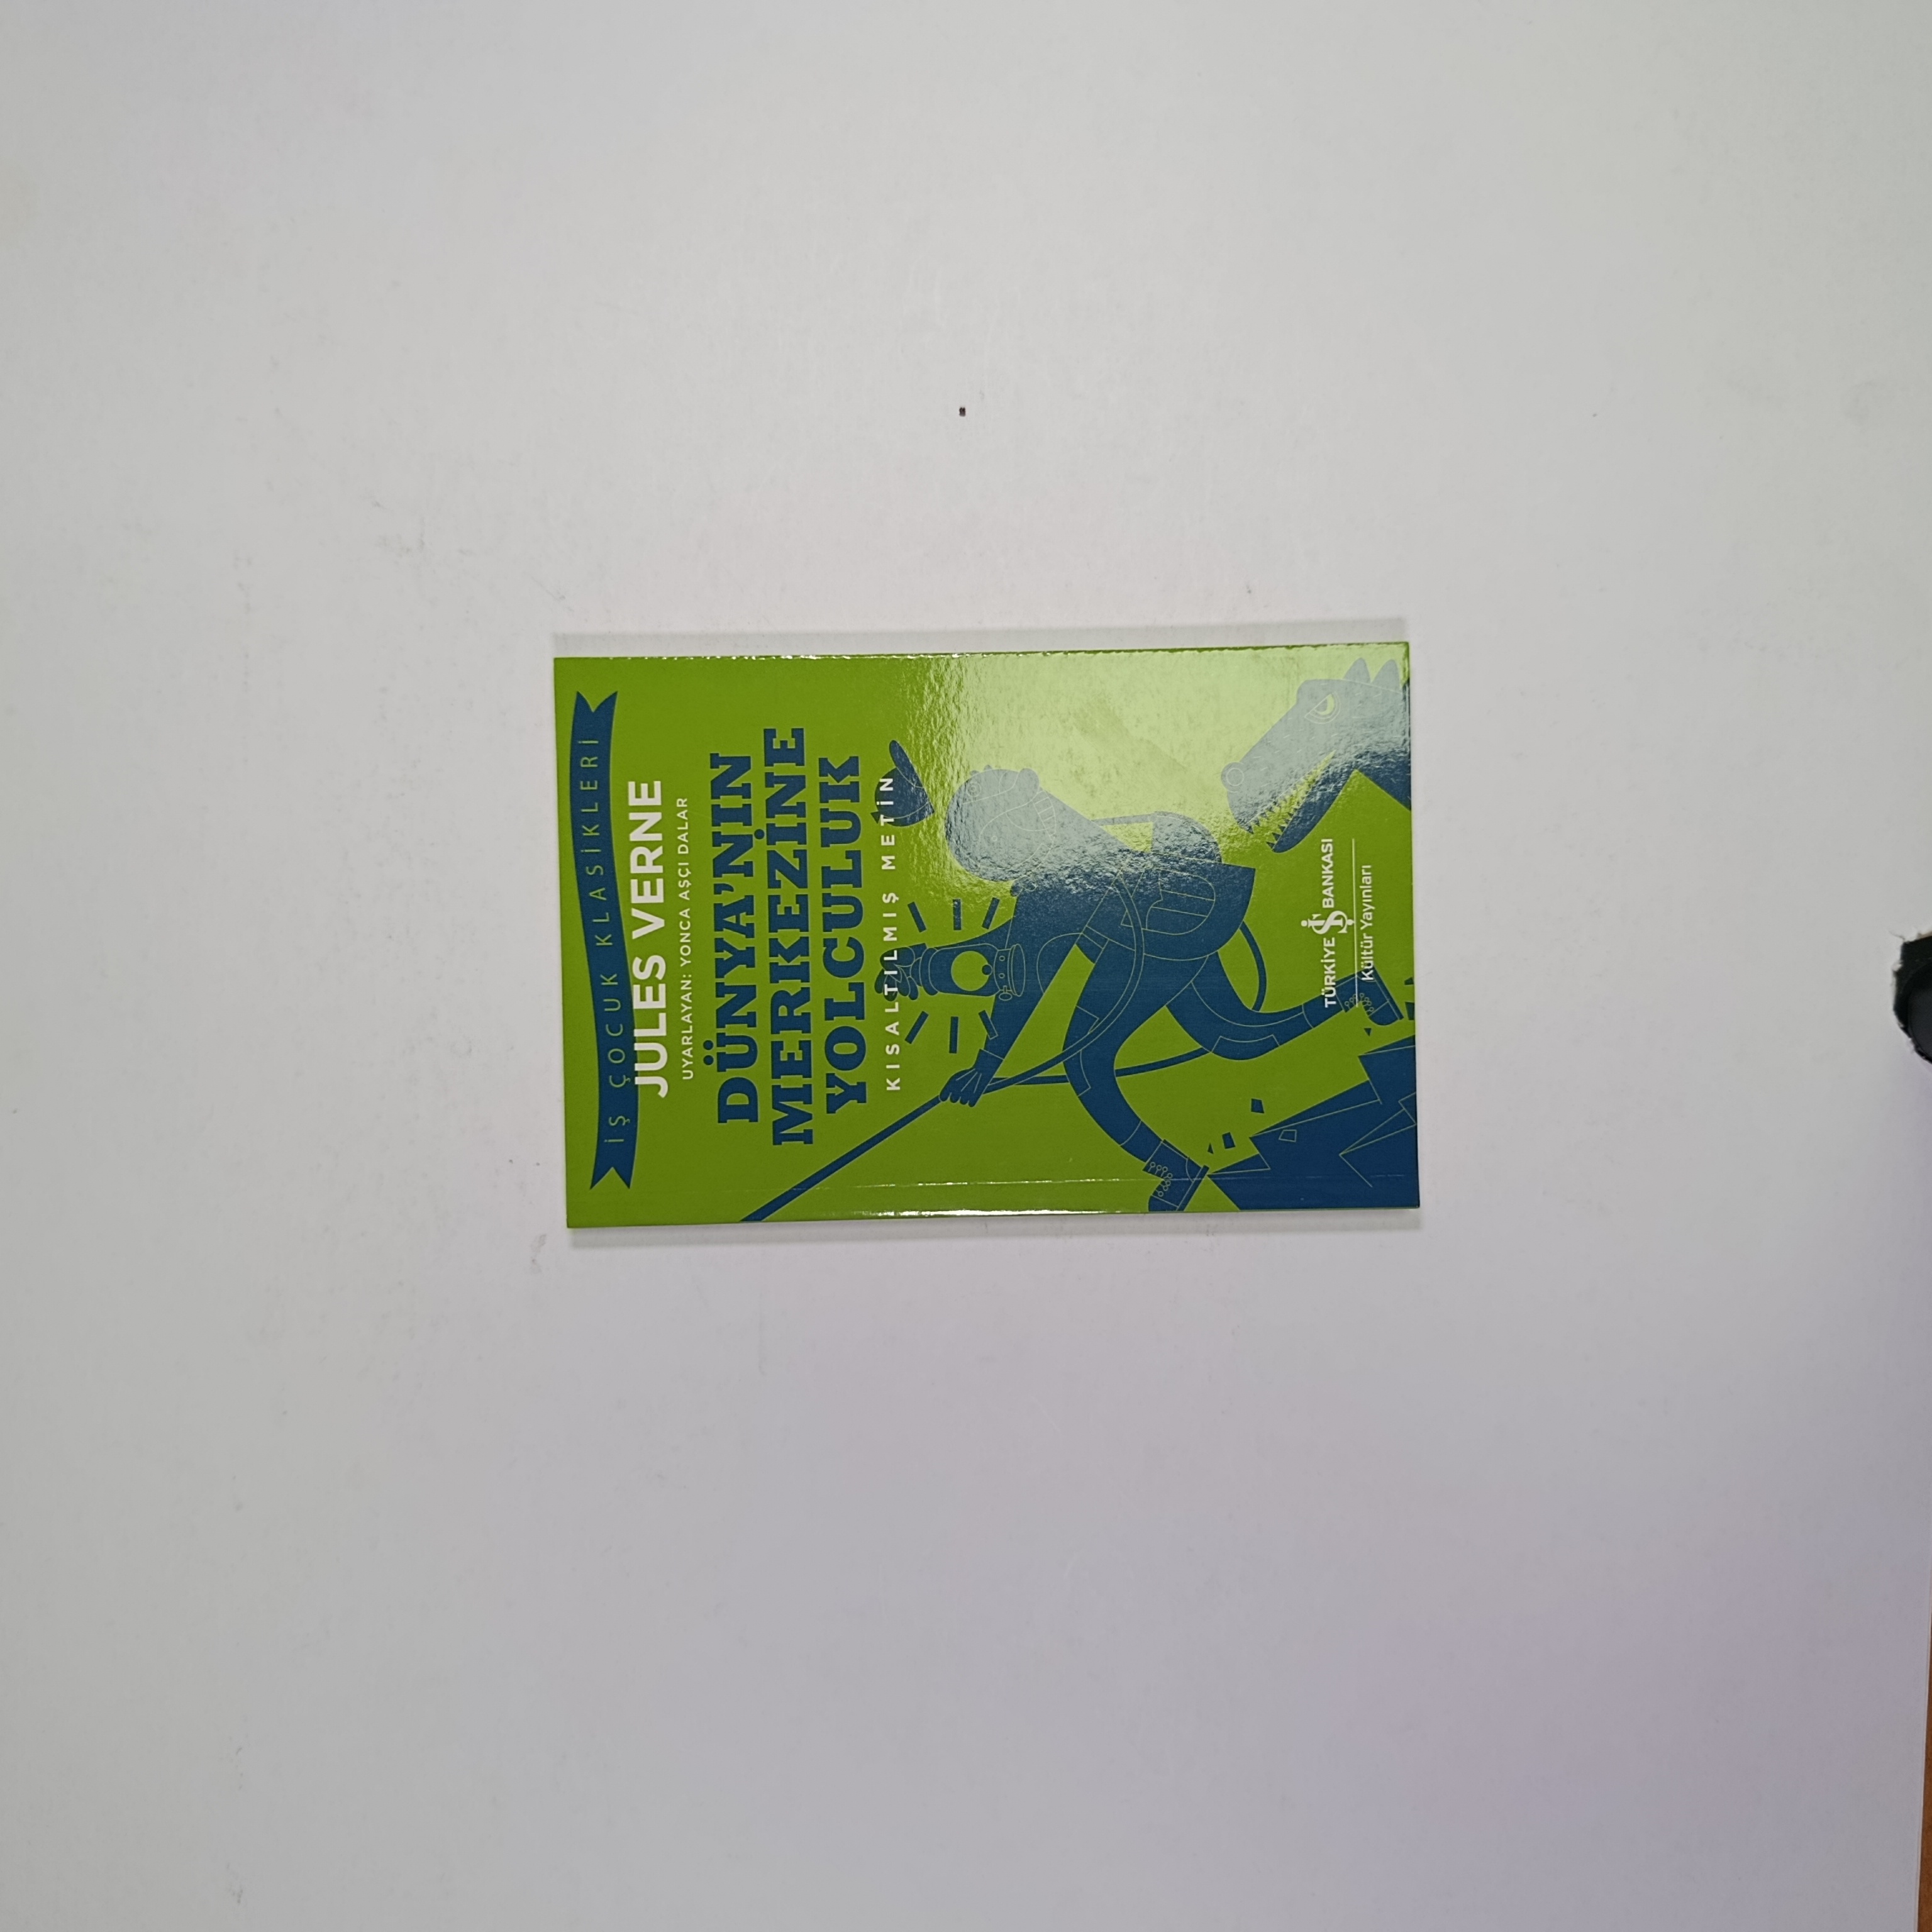 İŞ ÇOCUK KLASİKLERİ
JULES VERNE
UYARLAYAN: YONCA AŞÇI DALAR
DÜNYA'NIN
MERKEZİNE
YOLCULUK
KISALTILMIŞ METİN
TÜRKİYE İŞ BANKASI
Kültür Yayınları